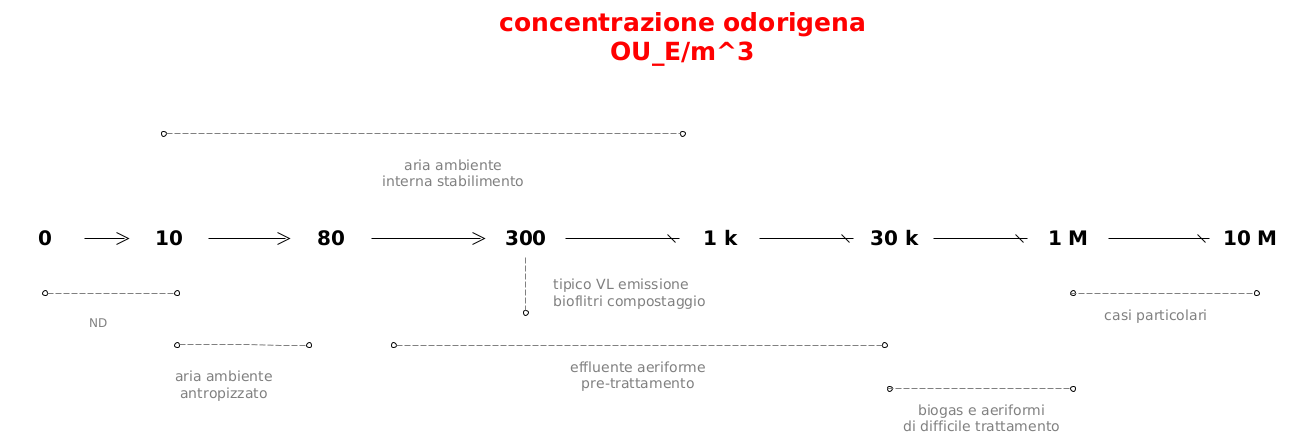 concentrazione odorigena
OU_E/m^3
aria ambiente
interna stabilimento
0 10 80 300 1 k 30 k 1 M 10 M
tipico VL emissione
bioflitri compostaggio
ND
casi particolari
aria ambiente
antropizzato
effluente aeriforme
pre-trattamento
biogas e aeriformi
di difficile trattamento